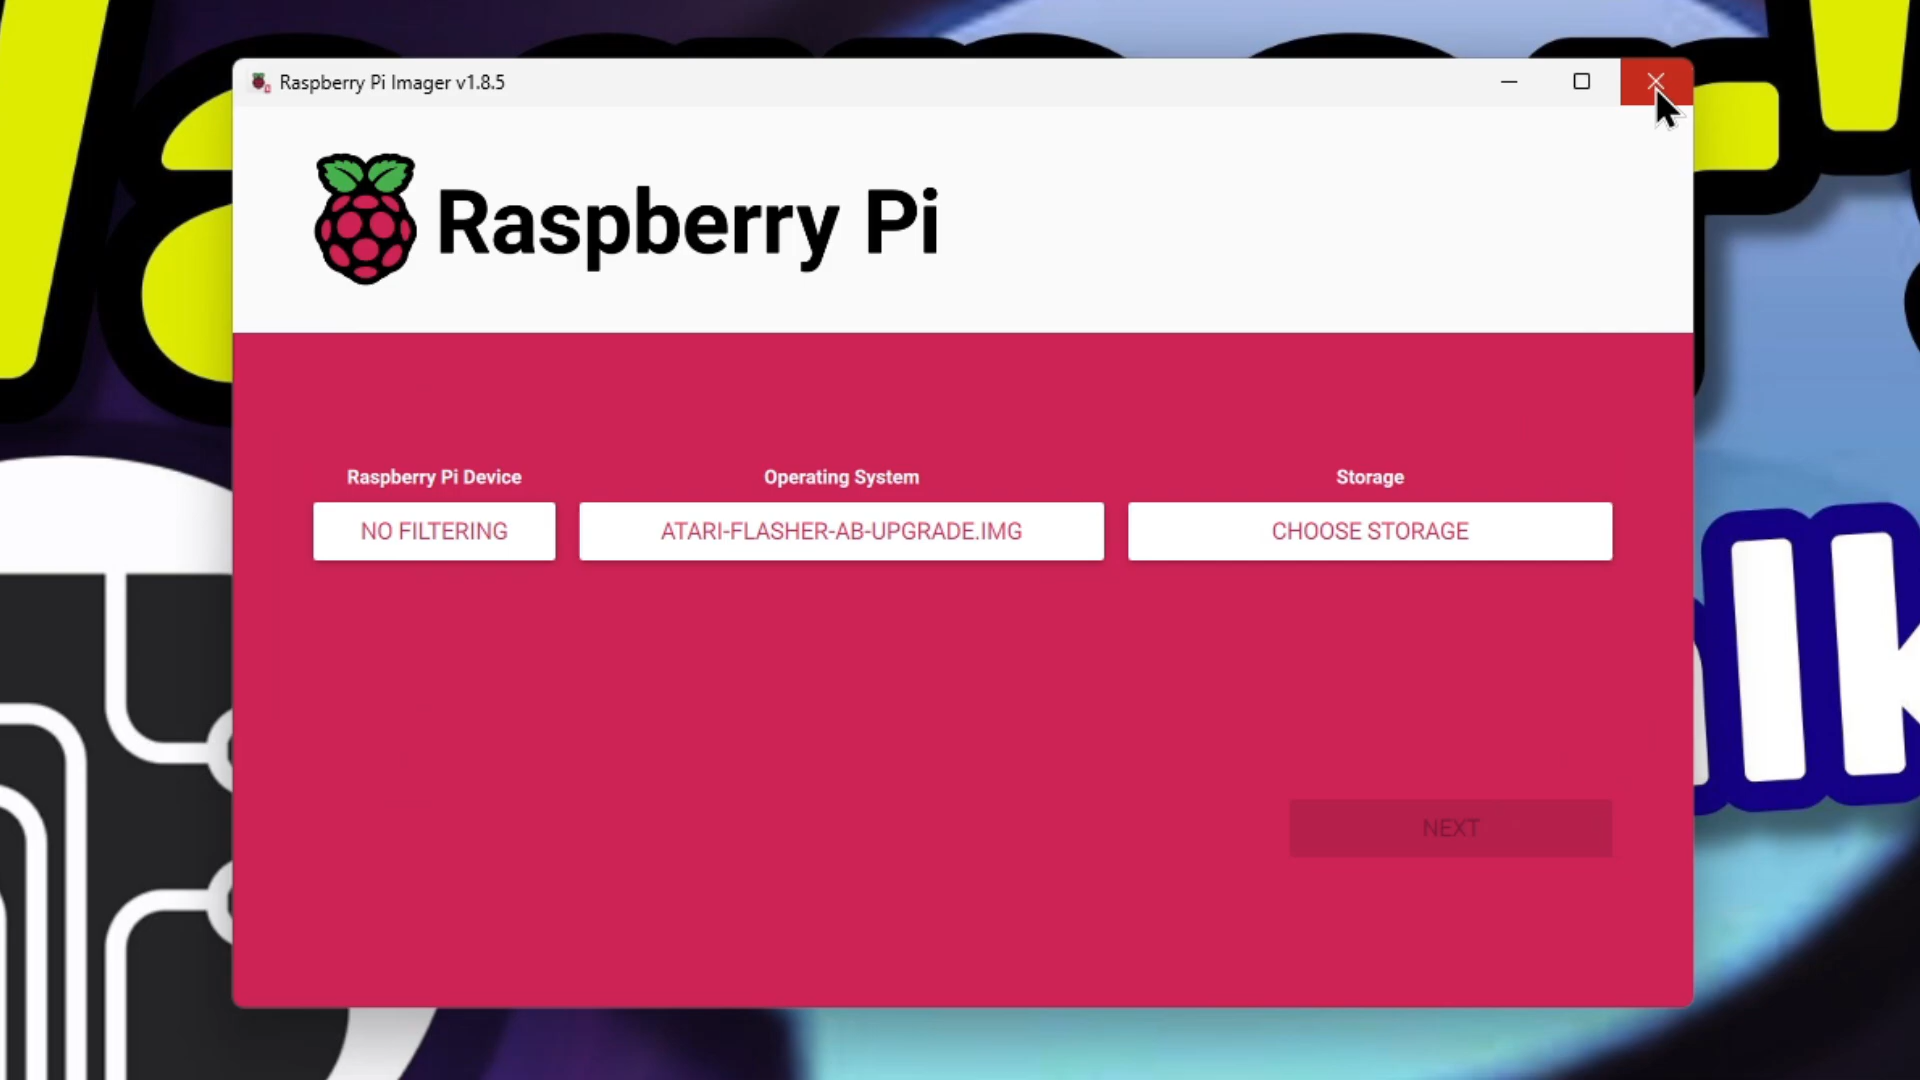 Raspberry Pi Imager v1.8.5
Raspberry Pi
Raspberry Pi Device
Operating System
Storage
NO FILTERING
ATARI-FLASHER-AB-UPGRADE.IMG
CHOOSE STORAGE
NEXT